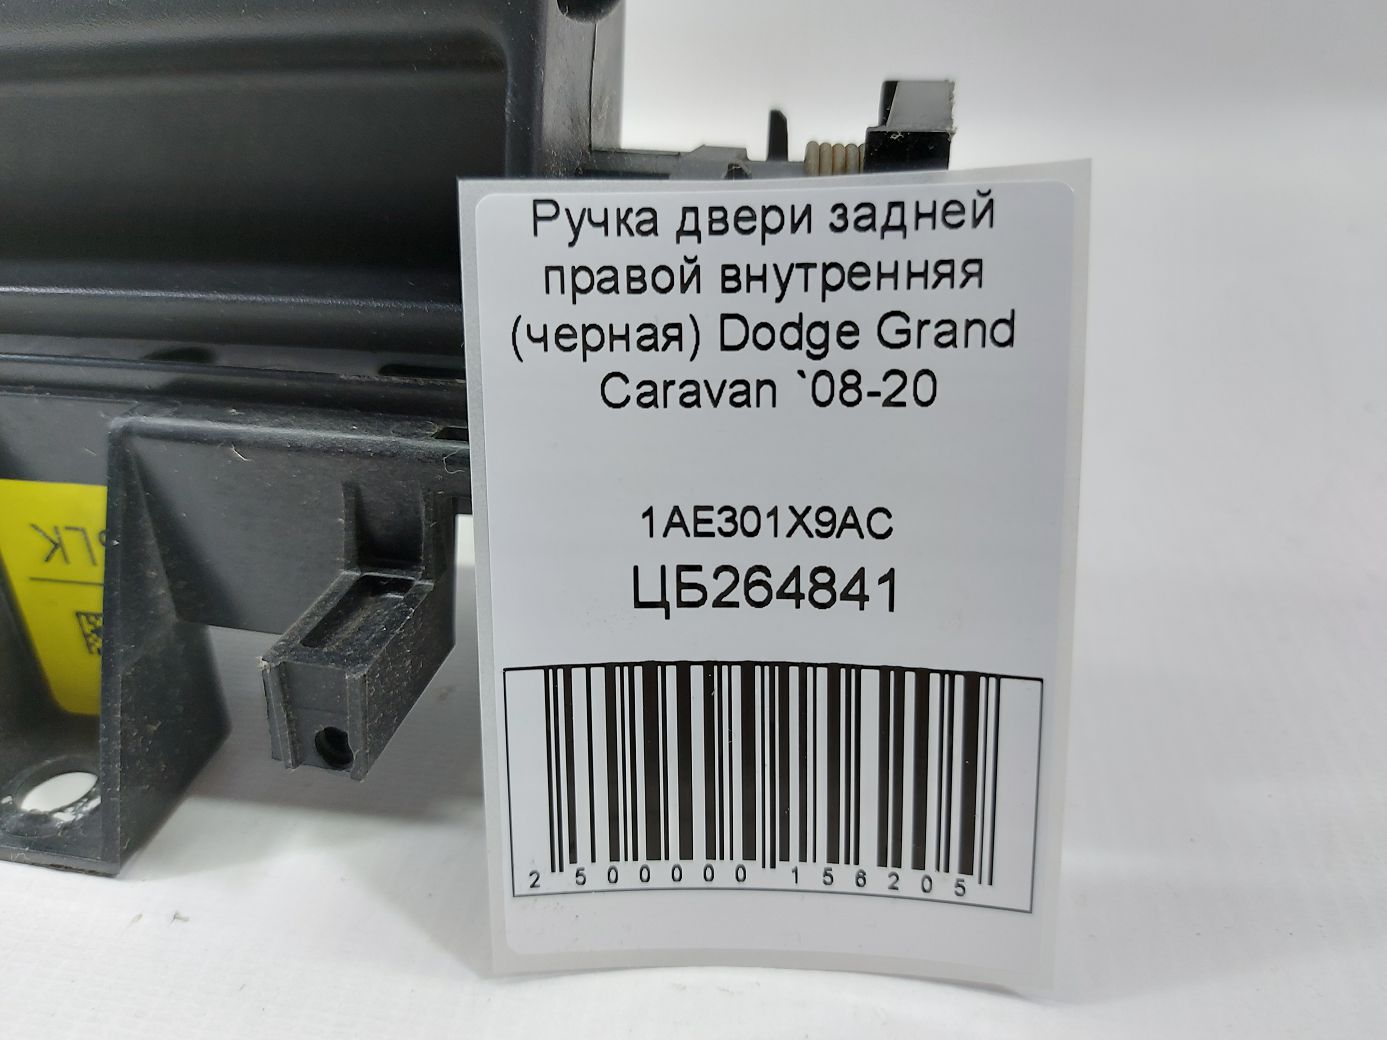 Ручка двери задней
правой внутренняя
(черная) Dodge Grand
Caravan `08-20
1AE301X9AC
ЦБ264841
2 500000 156205